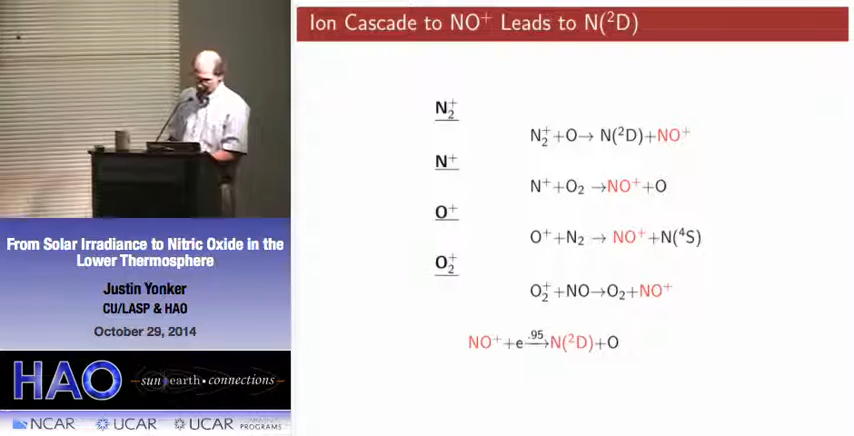 Ion Cascade to NO⁺ Leads to N(²D)
N₂⁺
N₂⁺+O→ N(²D)+NO⁺
N⁺
N⁺+O₂ →NO⁺+O
O⁺
O⁺+N₂ → NO⁺+N(⁴S)
O₂⁺
O₂⁺+NO→O₂+NO⁺
NO⁺+e .95→N(²D)+O
From Solar Irradiance to Nitric Oxide in the
Lower Thermosphere
Justin Yonker
CU/LASP & HAO
October 29, 2014
HAO
sun earth • connections
NCAR UCAR UCAR
PROGRAMS